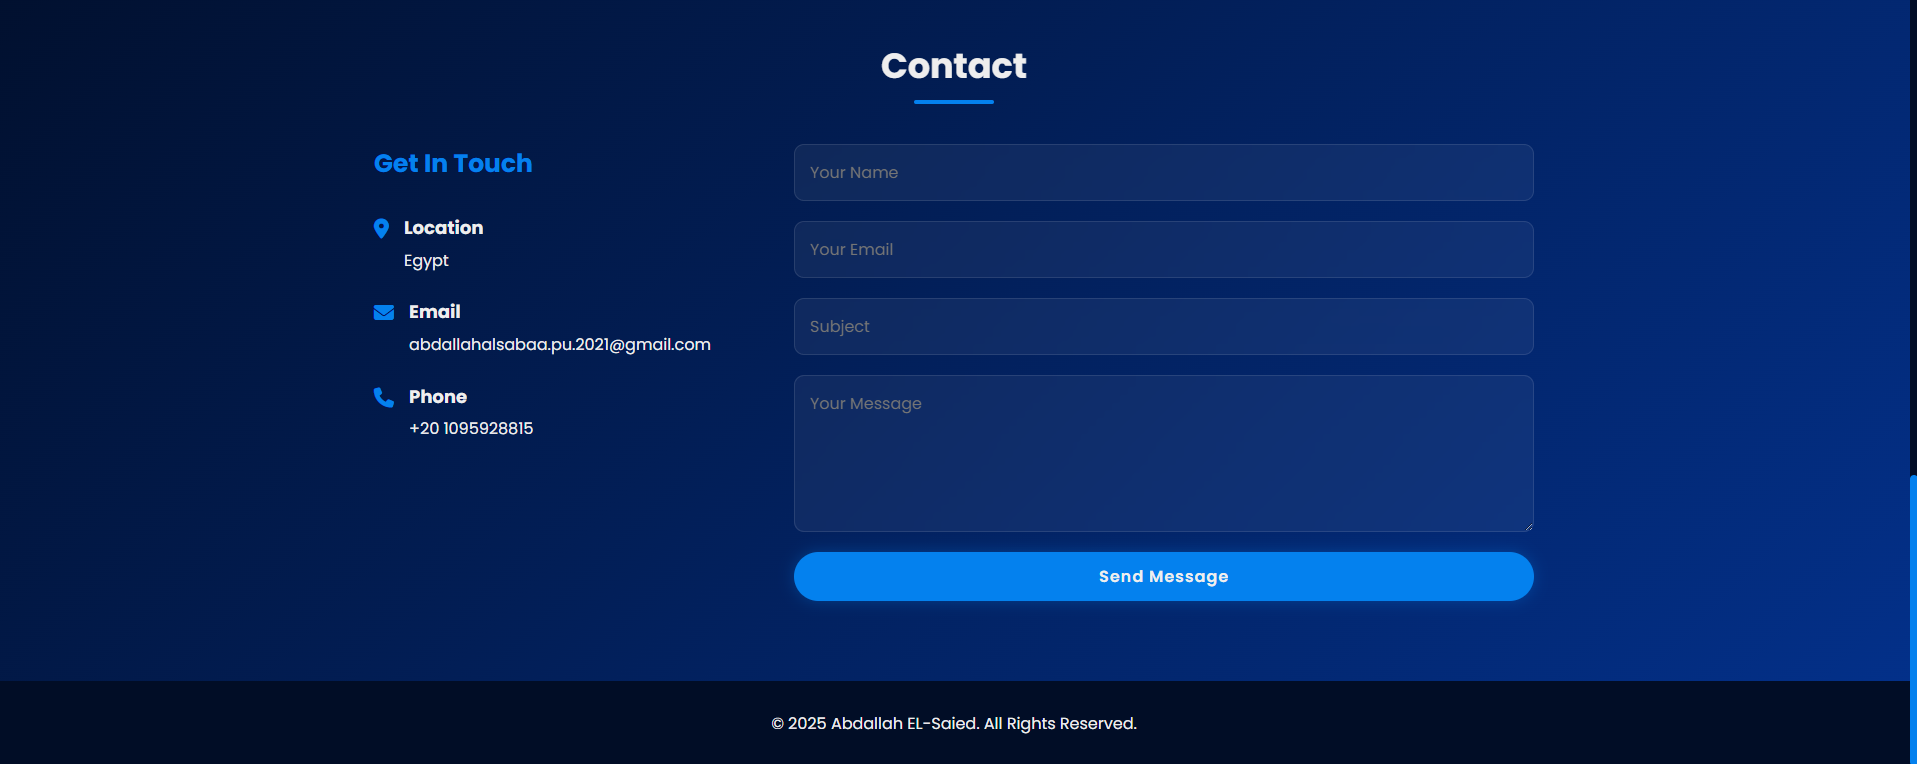 Contact
Get In Touch
Location
Egypt
Email
abdallahalsabaa.pu.2021@gmail.com
Phone
+20 1095928815
Your Name
Your Email
Subject
Your Message
Send Message
© 2025 Abdallah EL-Saied. All Rights Reserved.